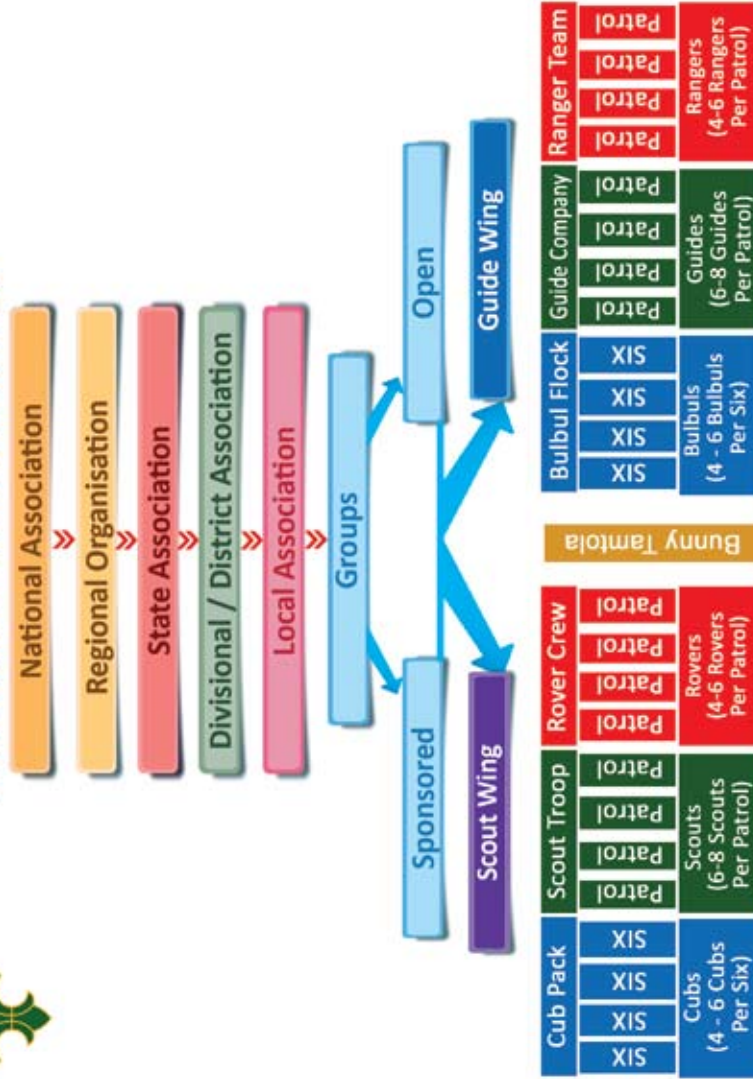 National Association
Regional Organisation
State Association
Divisional / District Association
Local Association
Groups
Sponsored
Open
Scout Wing
Guide Wing
Cub Pack
SIX
SIX
SIX
SIX
Cubs
(4 - 6 Cubs
Per Six)
Scout Troop
Patrol
Patrol
Patrol
Patrol
Scouts
(6-8 Scouts
Per Patrol)
Rover Crew
Patrol
Patrol
Patrol
Patrol
Rovers
(4-6 Rovers
Per Patrol)
Bunny Tamtola
Bulbul Flock
SIX
SIX
SIX
SIX
Bulbuls
(4 - 6 Bulbuls
Per Six)
Guide Company
Patrol
Patrol
Patrol
Patrol
Guides
(6-8 Guides
Per Patrol)
Ranger Team
Patrol
Patrol
Patrol
Patrol
Rangers
(4-6 Rangers
Per Patrol)